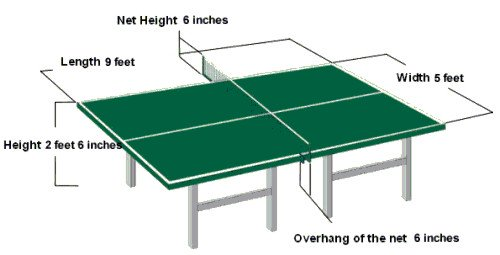 Net Height 6 inches
Length 9 feet
Width 5 feet
Height 2 feet 6 inches
Overhang of the net 6 inches